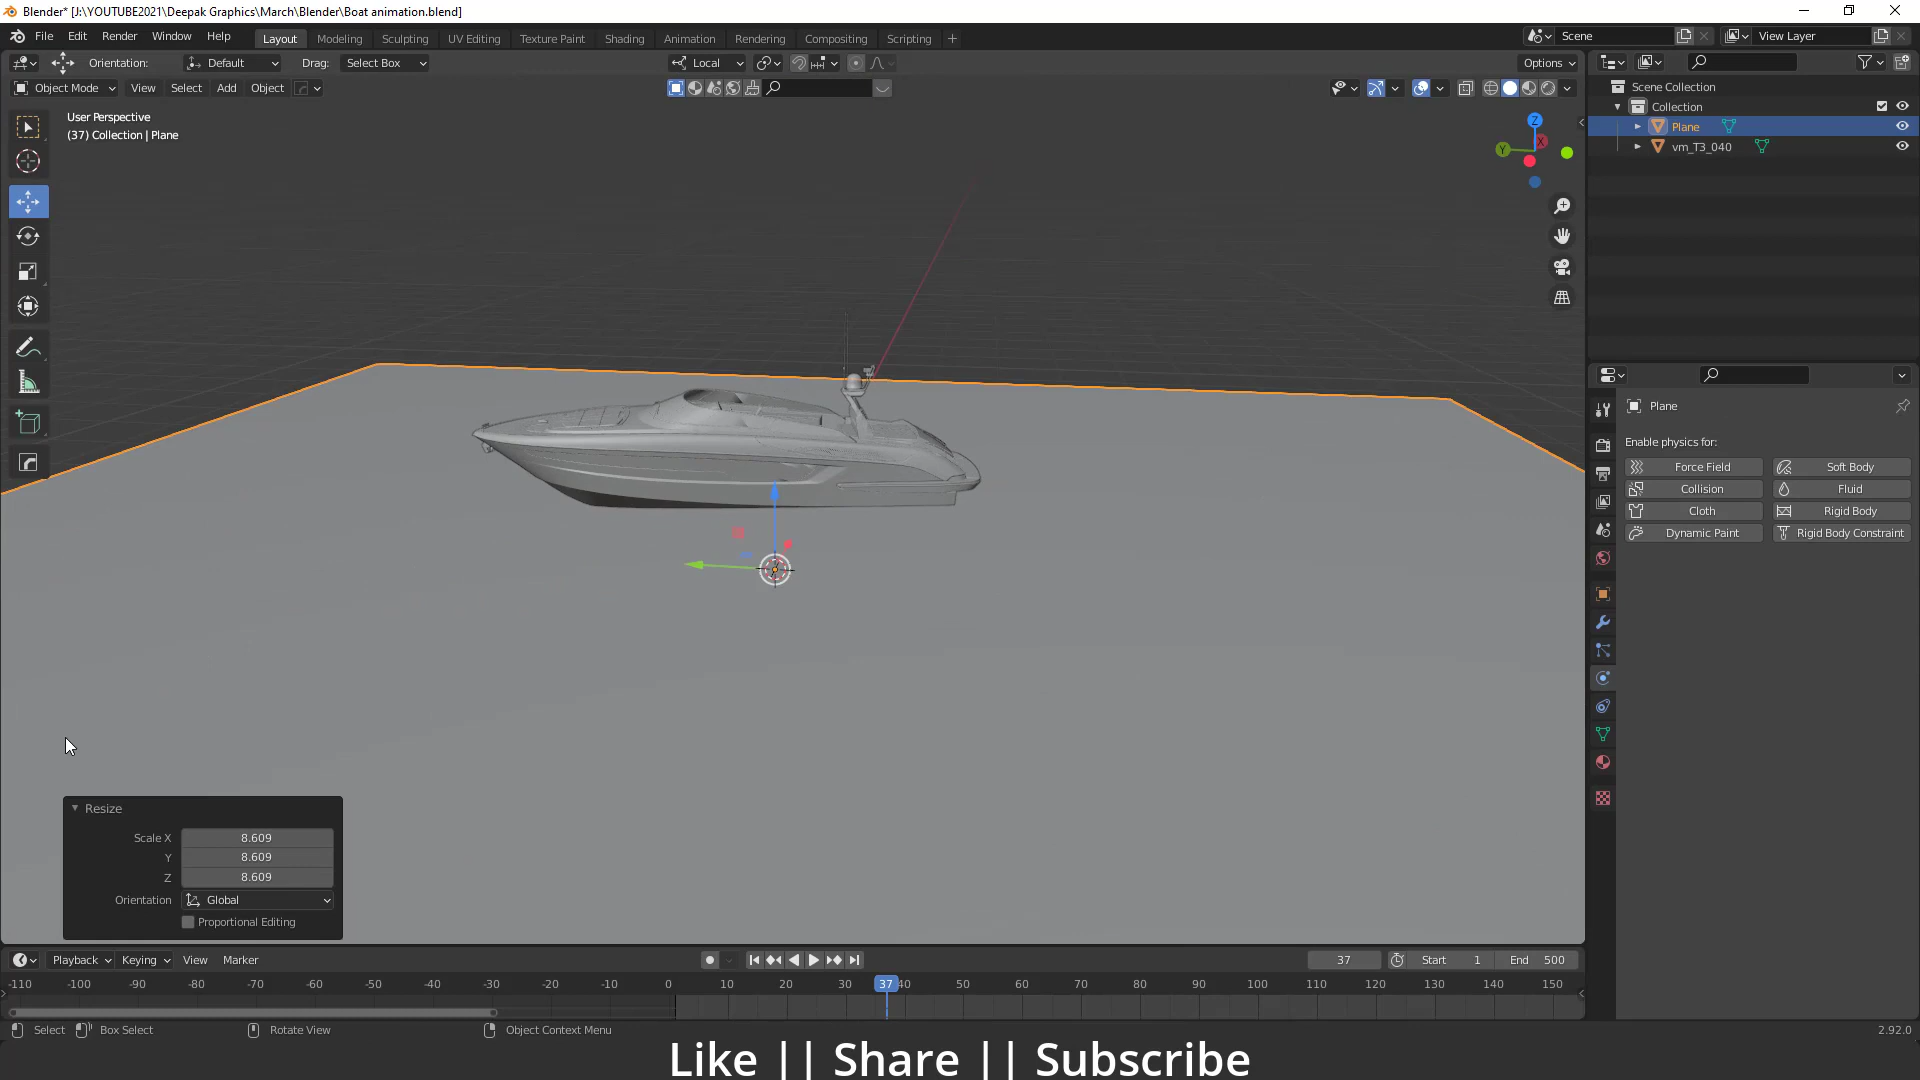 Blender* [J:\YOUTUBE2021\Deepak Graphics\March\Blender\Boat animation.blend]
File Edit Render Window Help Layout Modeling Sculpting UV Editing Texture Paint Shading Animation Rendering Compositing Scripting + Scene View Layer
Orientation: Default Drag: Select Box Local Options
Object Mode View Select Add Object
Scene Collection
Collection
Plane
vm_T3_040
User Perspective
(37) Collection | Plane
Z
X
Y
Plane
Enable physics for:
Force Field Soft Body
Collision Fluid
Cloth Rigid Body
Dynamic Paint Rigid Body Constraint
Resize
Scale X 8.609
Y 8.609
Z 8.609
Orientation Global
Proportional Editing
Playback Keying View Marker 37 Start 1 End 500
-110 -100 -90 -80 -70 -60 -50 -40 -30 -20 -10 0 10 20 30 37 40 50 60 70 80 90 100 110 120 130 140 150
Select Box Select Rotate View Object Context Menu 2.92.0
Like || Share || Subscribe